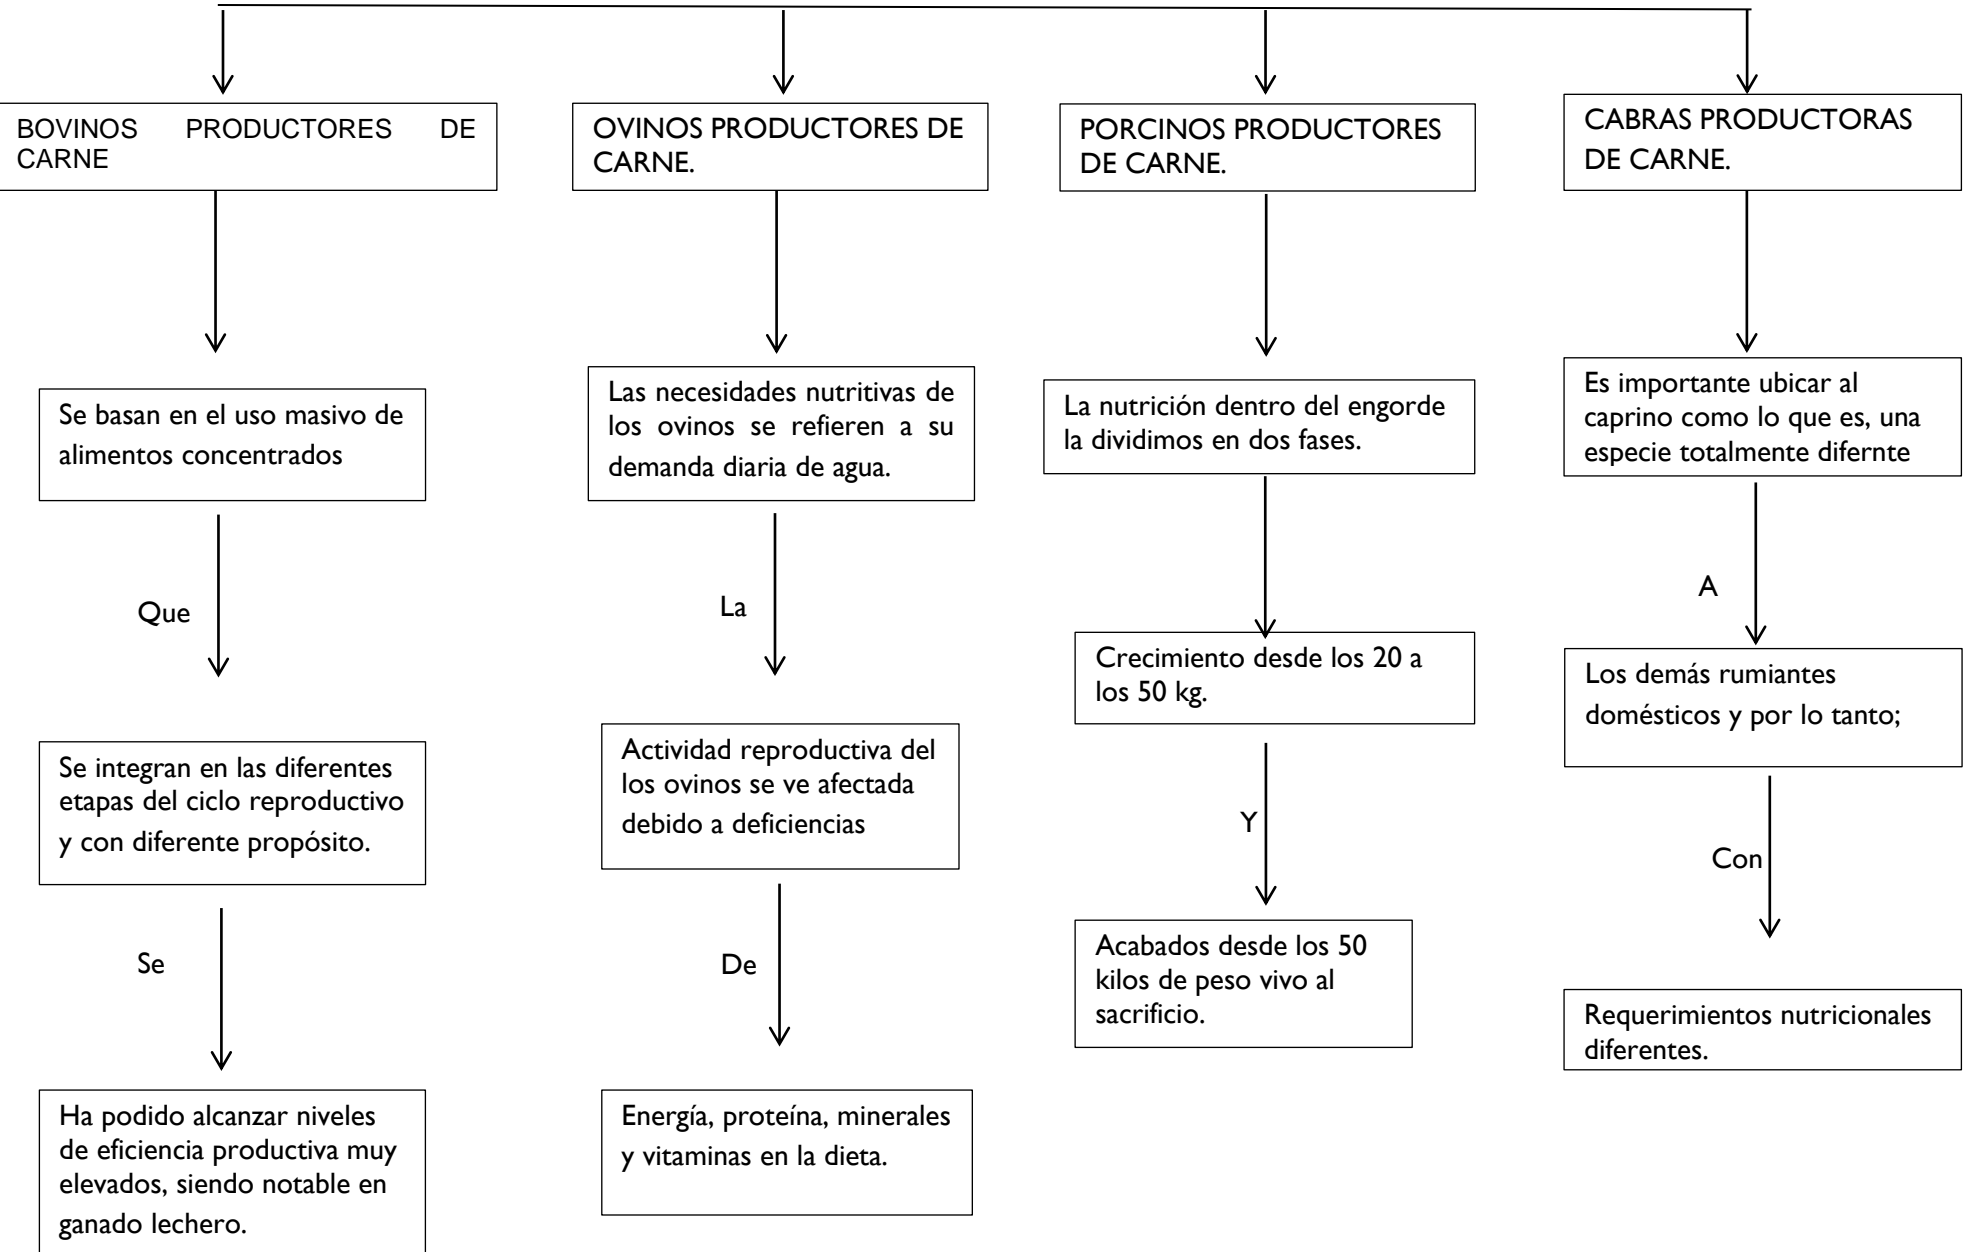 BOVINOS PRODUCTORES DE
CARNE
Se basan en el uso masivo de
alimentos concentrados
Que
Se integran en las diferentes
etapas del ciclo reproductivo
y con diferente propósito.
Se
Ha podido alcanzar niveles
de eficiencia productiva muy
elevados, siendo notable en
ganado lechero.
OVINOS PRODUCTORES DE
CARNE.
Las necesidades nutritivas de
los ovinos se refieren a su
demanda diaria de agua.
La
Actividad reproductiva del
los ovinos se ve afectada
debido a deficiencias
De
Energía, proteína, minerales
y vitaminas en la dieta.
PORCINOS PRODUCTORES
DE CARNE.
La nutrición dentro del engorde
la dividimos en dos fases.
Crecimiento desde los 20 a
los 50 kg.
Y
Acabados desde los 50
kilos de peso vivo al
sacrificio.
CABRAS PRODUCTORAS
DE CARNE.
Es importante ubicar al
caprino como lo que es, una
especie totalmente difernte
A
Los demás rumiantes
domésticos y por lo tanto;
Con
Requerimientos nutricionales
diferentes.